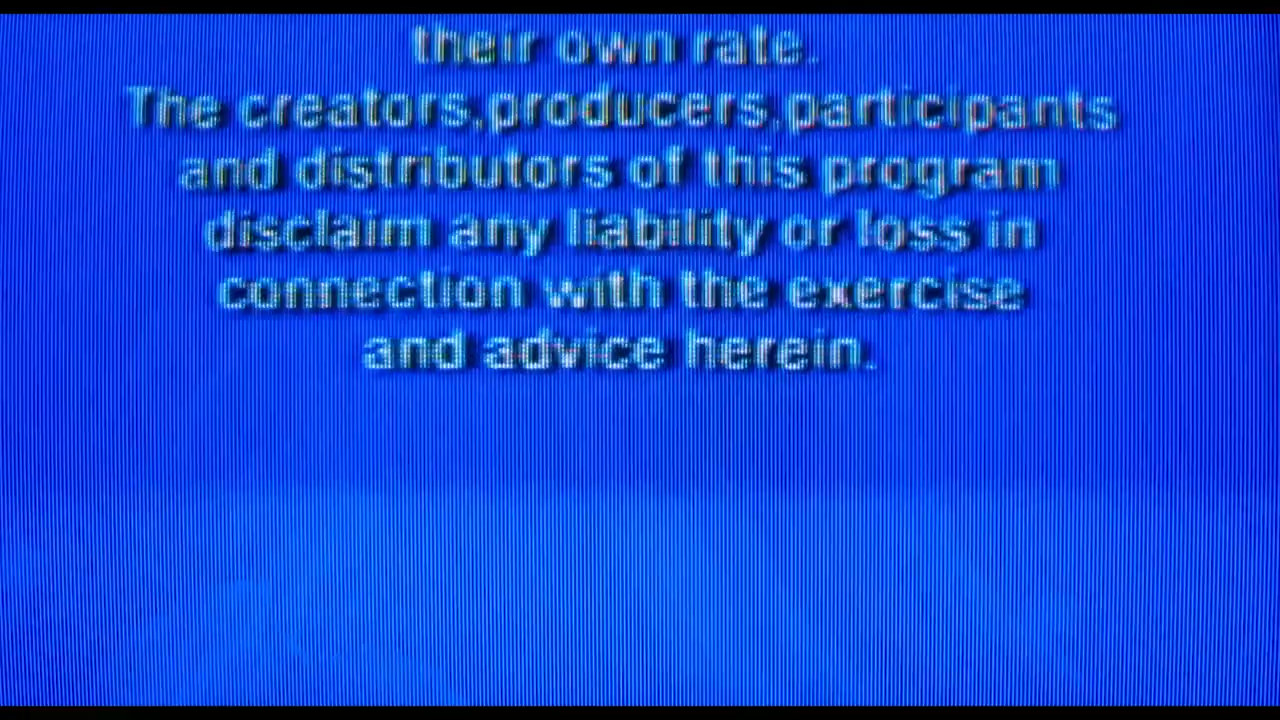 their own rate.
The creators,producers,participants
and distributors of this program
disclaim any liability or loss in
connection with the exercise
and advice herein.